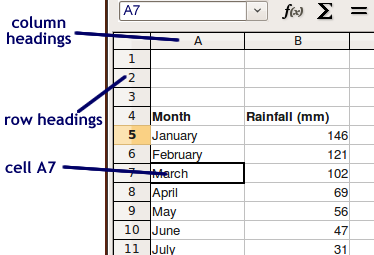 A7
f(x) Σ =
column
headings
A B
1
2
3
row headings
4 Month Rainfall (mm)
5 January 146
6 February 121
cell A7
7 March 102
8 April 69
9 May 56
10 June 47
11 July 31